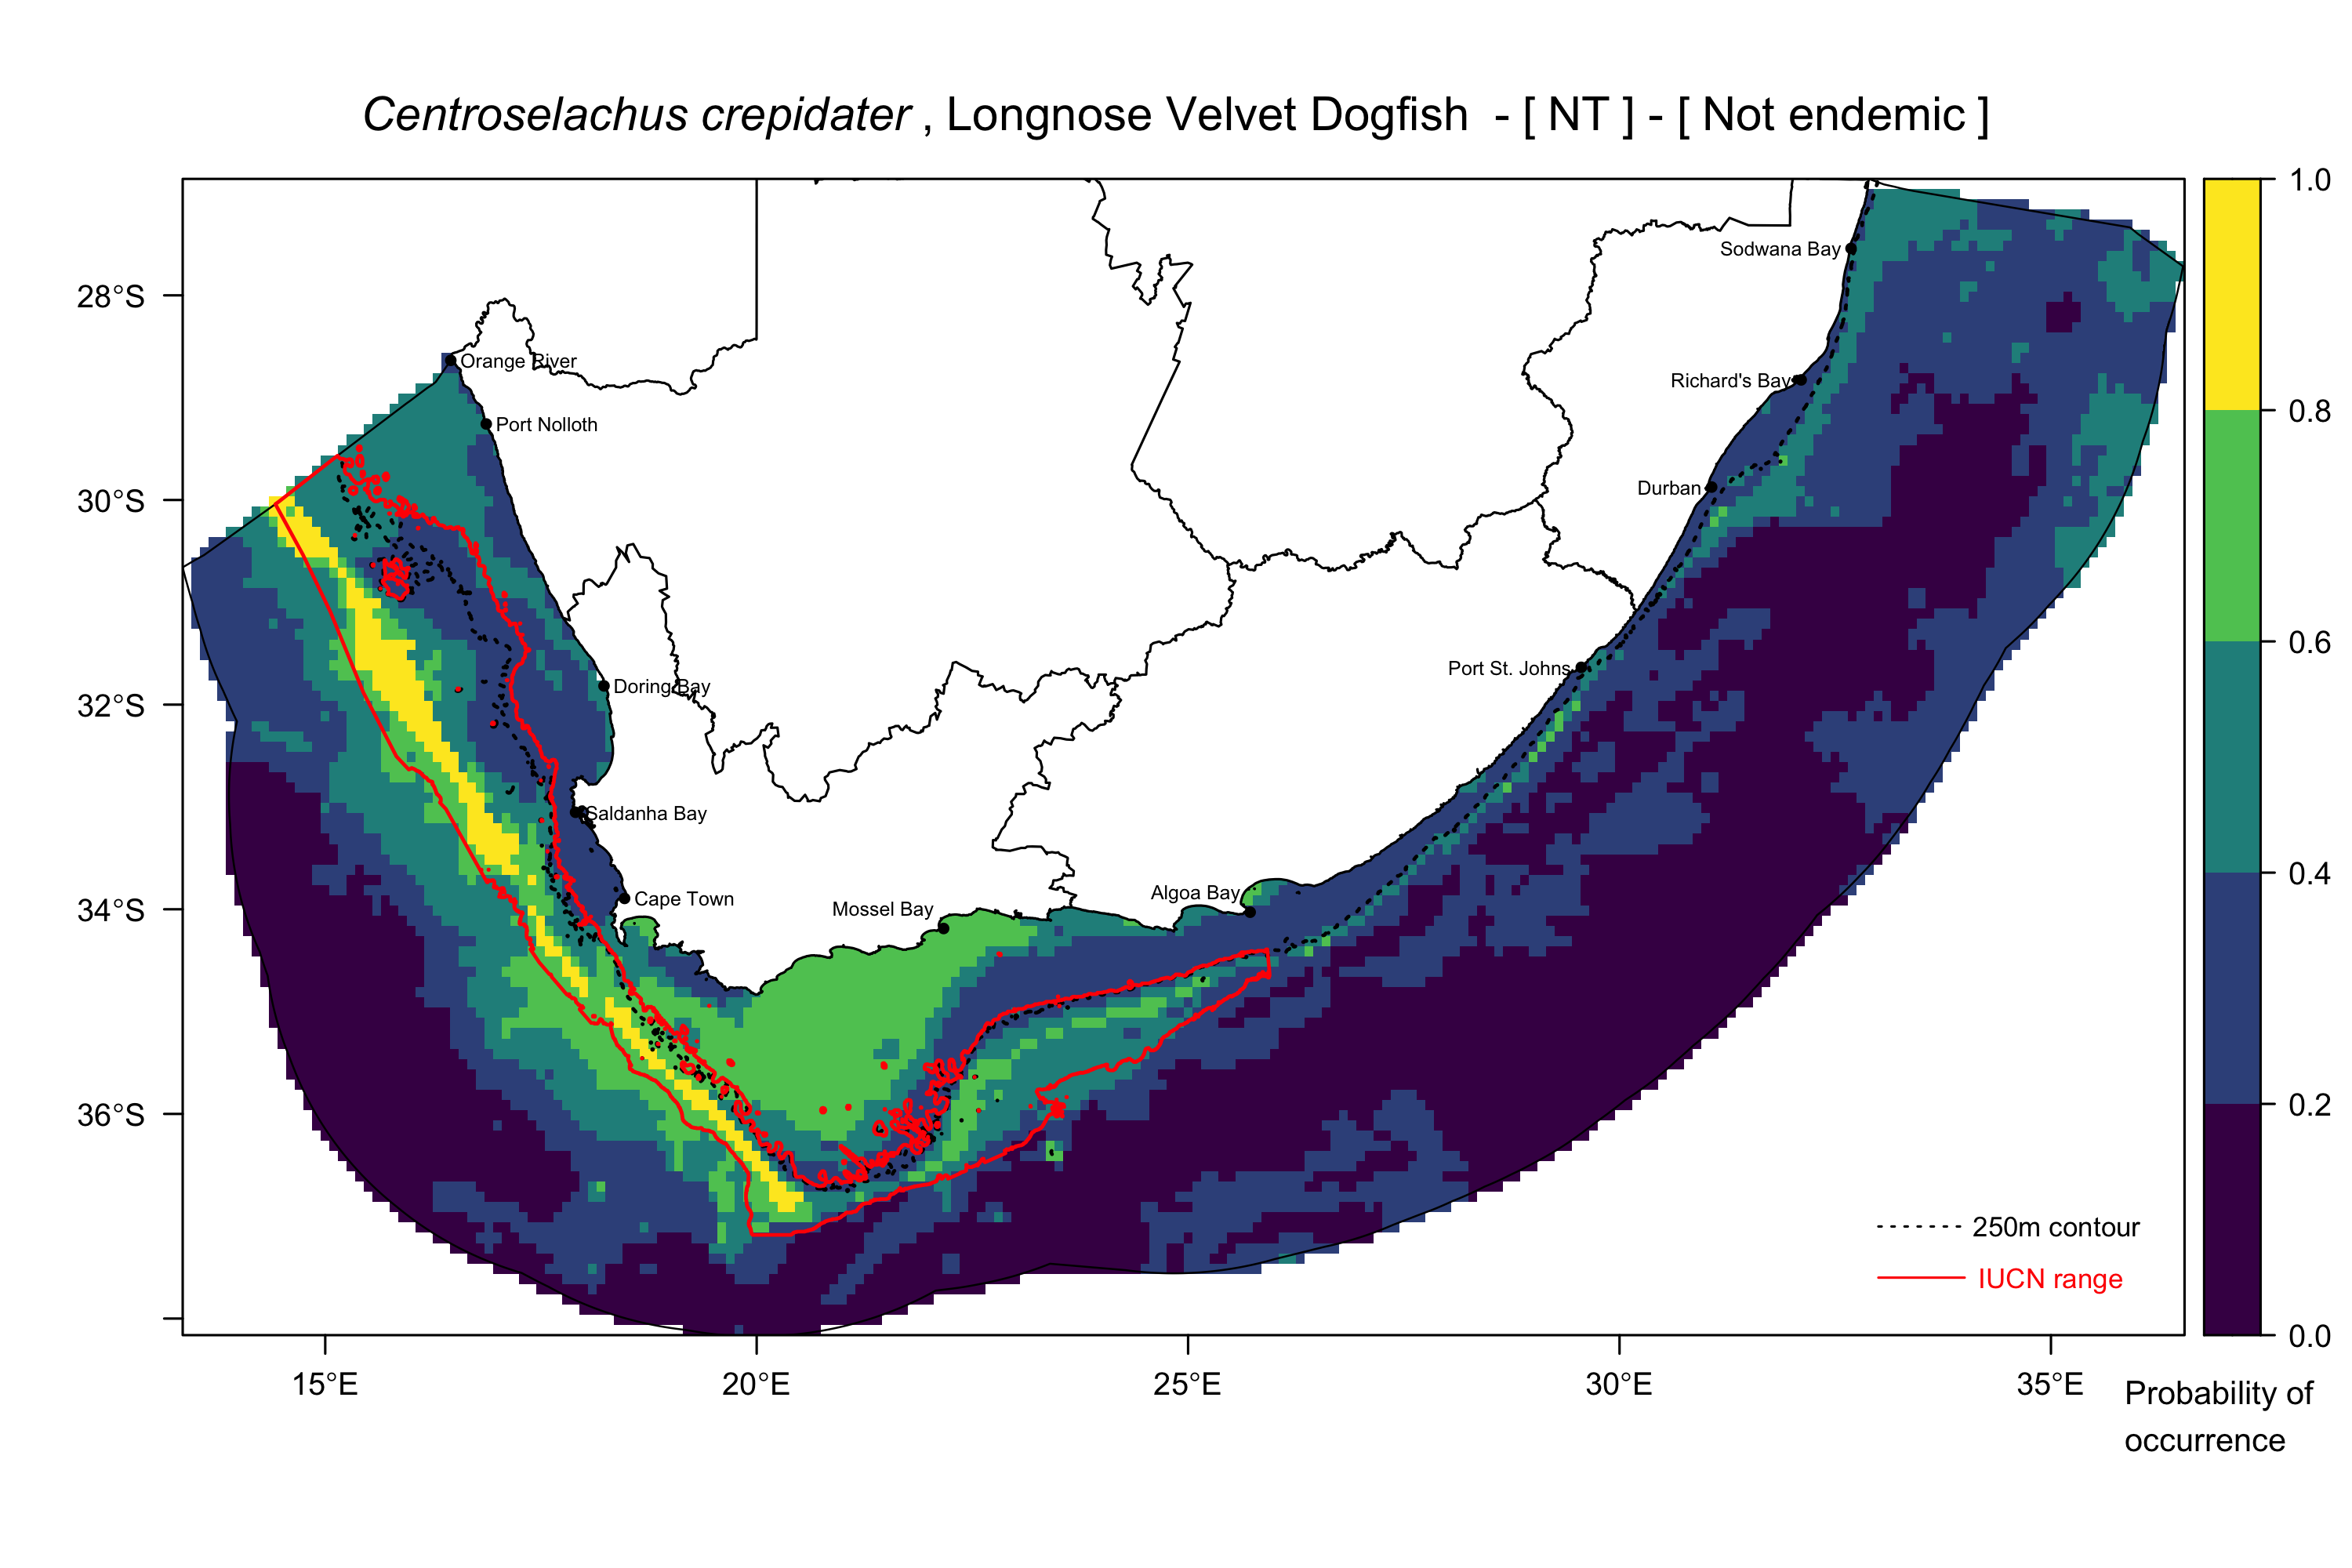 Centroselachus crepidater , Longnose Velvet Dogfish - [ NT ] - [ Not endemic ]
1.0
Sodwana Bay
28°S
Orange River
Richard's Bay
0.8
Port Nolloth
Durban
30°S
0.6
Port St. Johns
Doring Bay
32°S
Saldanha Bay
0.4
Algoa Bay
Cape Town
Mossel Bay
34°S
0.2
36°S
250m contour
IUCN range
0.0
15°E
20°E
25°E
30°E
35°E
Probability of
occurrence